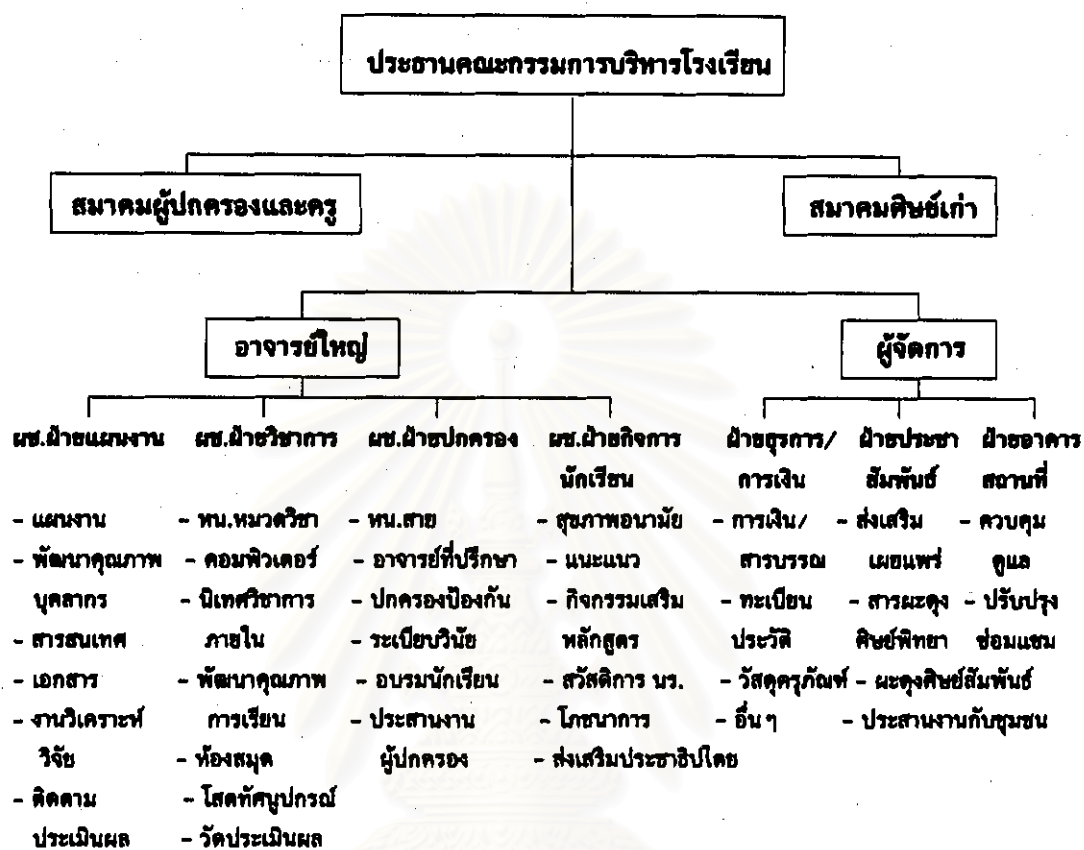 ประธานคณะกรรมการบริหารโรงเรียน
สมาคมผู้ปกครองและครู
สมาคมศิษย์เก่า
อาจารย์ใหญ่
ผู้จัดการ
ผช.ฝ่ายแผนงาน
- แผนงาน
- พัฒนาคุณภาพ
บุคลากร
- สารสนเทศ
- เอกสาร
- งานวิเคราะห์
วิจัย
- ติดตาม
ประเมินผล
ผช.ฝ่ายวิชาการ
- หน.หมวดวิชา
- คอมพิวเตอร์
- นิเทศวิชาการ
ภายใน
- พัฒนาคุณภาพ
การเรียน
- ห้องสมุด
- โสตทัศนูปกรณ์
- วัดประเมินผล
ผช.ฝ่ายปกครอง
- หน.สาย
- อาจารย์ที่ปรึกษา
- ปกครองป้องกัน
- ระเบียบวินัย
- อบรมนักเรียน
- ประสานงาน
ผู้ปกครอง
ผช.ฝ่ายกิจการ
นักเรียน
- สุขภาพอนามัย
- แนะแนว
- กิจกรรมเสริม
หลักสูตร
- สวัสดิการ นร.
- โภชนาการ
- ส่งเสริมประชาธิปไตย
ฝ่ายธุรการ/
การเงิน
- การเงิน/
สารบรรณ
- ทะเบียน
ประวัติ
- วัสดุครุภัณฑ์
- อื่นๆ
ฝ่ายประชา
สัมพันธ์
- ส่งเสริม
เผยแพร่
- สารผะดุง
ศิษย์พิทยา
- ผะดุงศิษย์สัมพันธ์
- ประสานงานกับชุมชน
ฝ่ายอาคาร
สถานที่
- ควบคุม
ดูแล
- ปรับปรุง
ซ่อมแซม